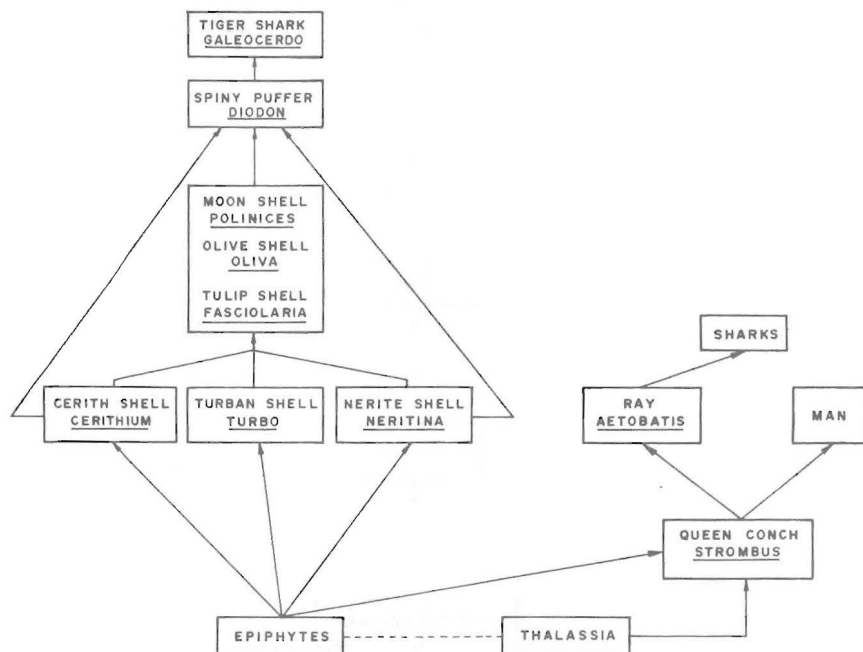 TIGER SHARK
GALEOCERDO
SPINY PUFFER
DIODON
MOON SHELL
POLINICES
OLIVE SHELL
OLIVA
TULIP SHELL
FASCIOLARIA
SHARKS
CERITH SHELL
CERITHIUM
TURBAN SHELL
TURBO
NERITE SHELL
NERITINA
RAY
AETOBATIS
MAN
QUEEN CONCH
STROMBUS
EPIPHYTES
THALASSIA